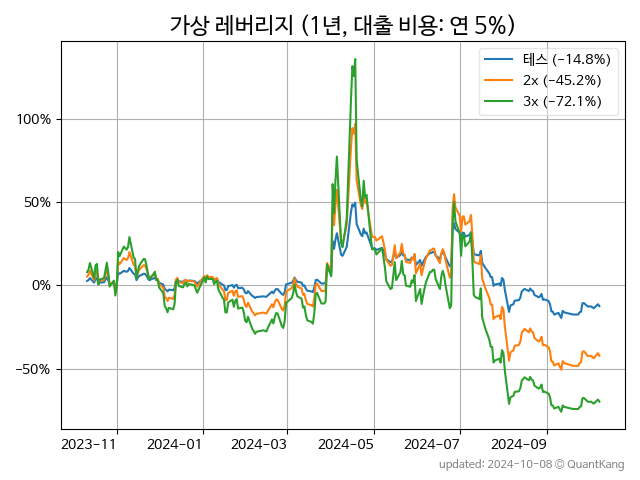 가상 레버리지 (1년, 대출 비용: 연 5%)
테스 (−14.8%)
2x (−45.2%)
3x (−72.1%)
100%
50%
0%
−50%
2023-11 2024-01 2024-03 2024-05 2024-07 2024-09
updated: 2024-10-08 © QuantKang